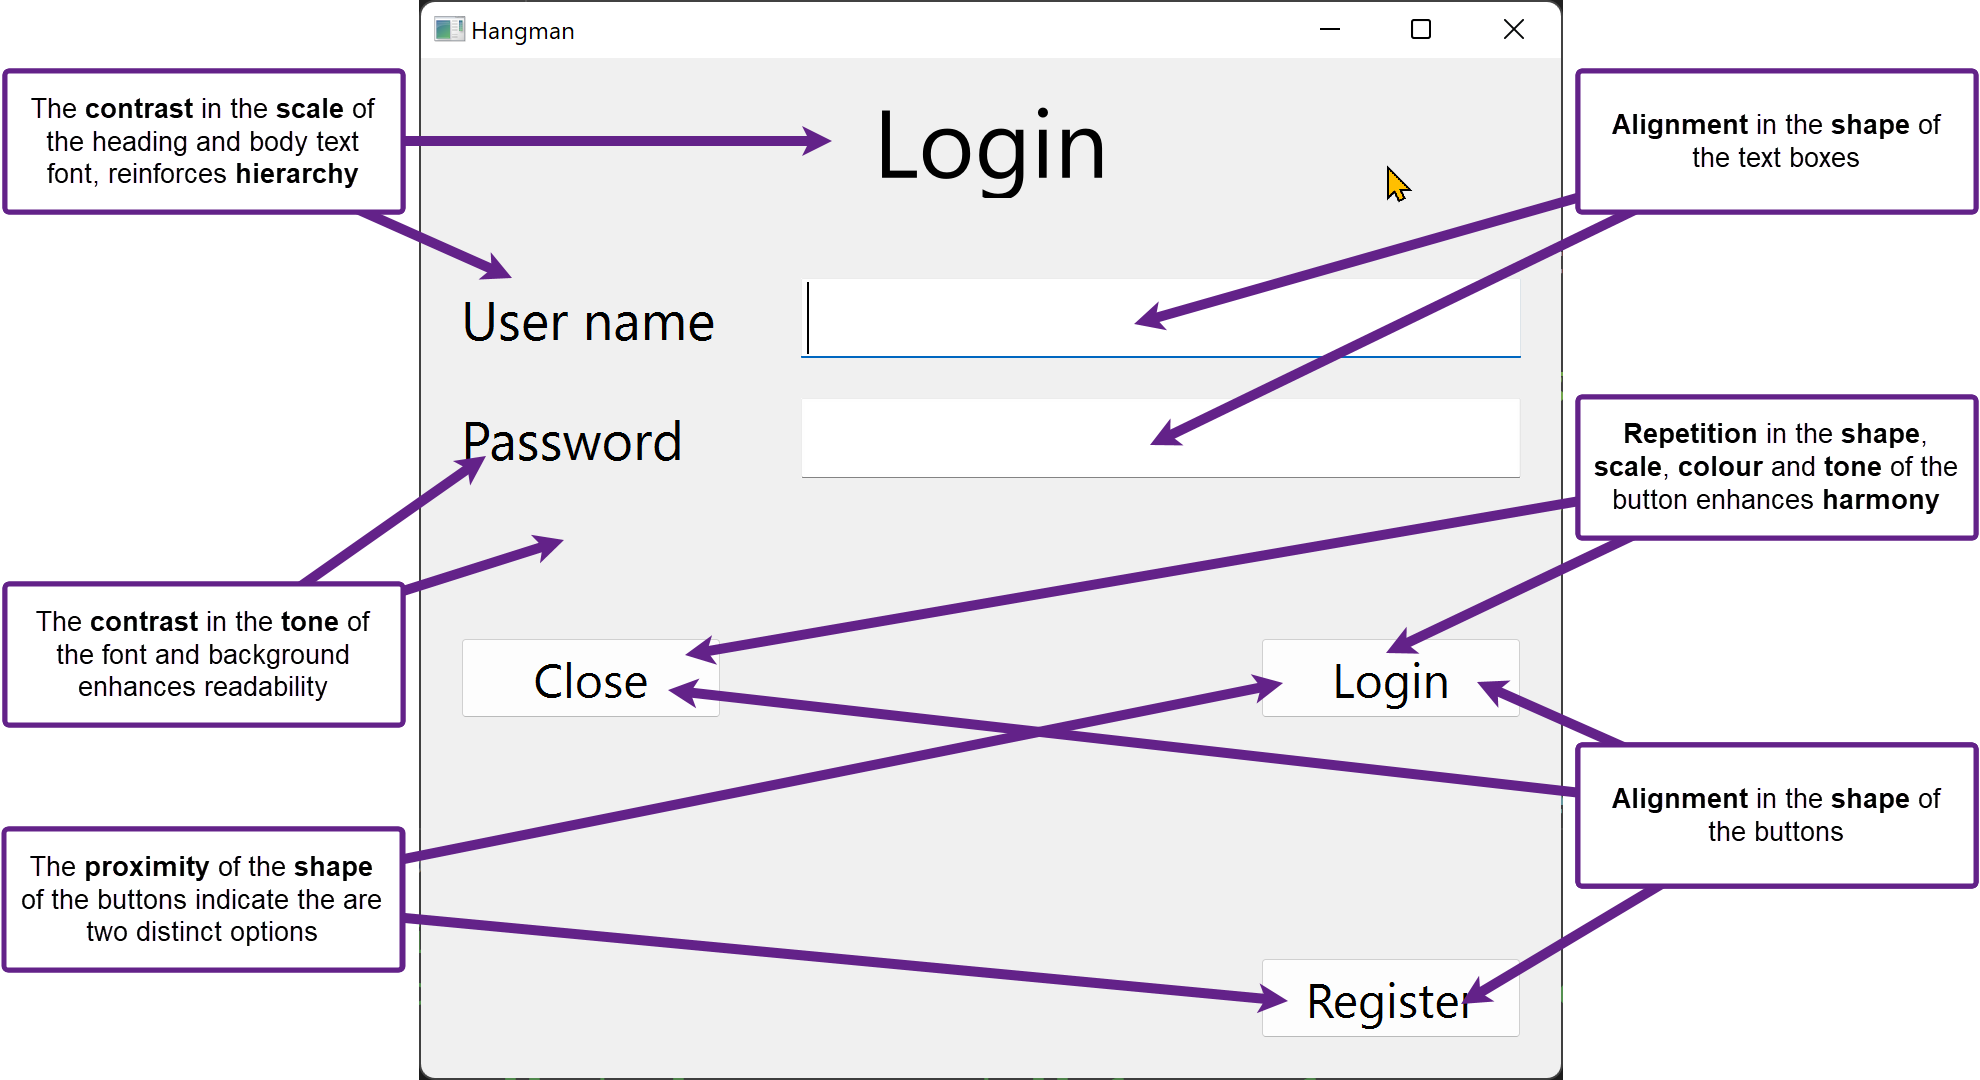 Hangman
The contrast in the scale of
the heading and body text
font, reinforces hierarchy
Login
Alignment in the shape of
the text boxes
User name
Password
Repetition in the shape,
scale, colour and tone of the
button enhances harmony
The contrast in the tone of
the font and background
enhances readability
Close
Login
Alignment in the shape of
the buttons
The proximity of the shape
of the buttons indicate the are
two distinct options
Register